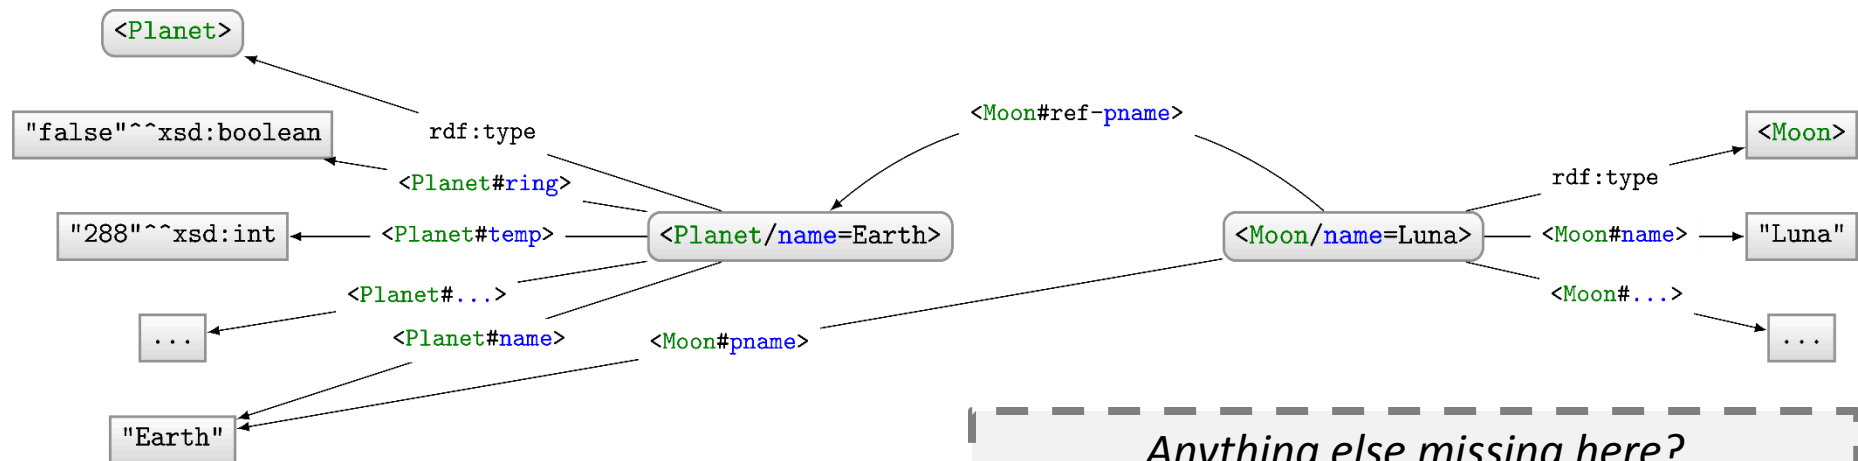 <Planet>
<Moon#ref-pname>
"false"^^xsd:boolean
rdf:type
<Moon>
<Planet#ring>
rdf:type
"288"^^xsd:int
<Planet#temp>
<Planet/name=Earth>
<Moon/name=Luna>
<Moon#name>
"Luna"
<Planet#...>
<Moon#...>
...
<Planet#name>
<Moon#pname>
...
"Earth"
Anything else missing here?